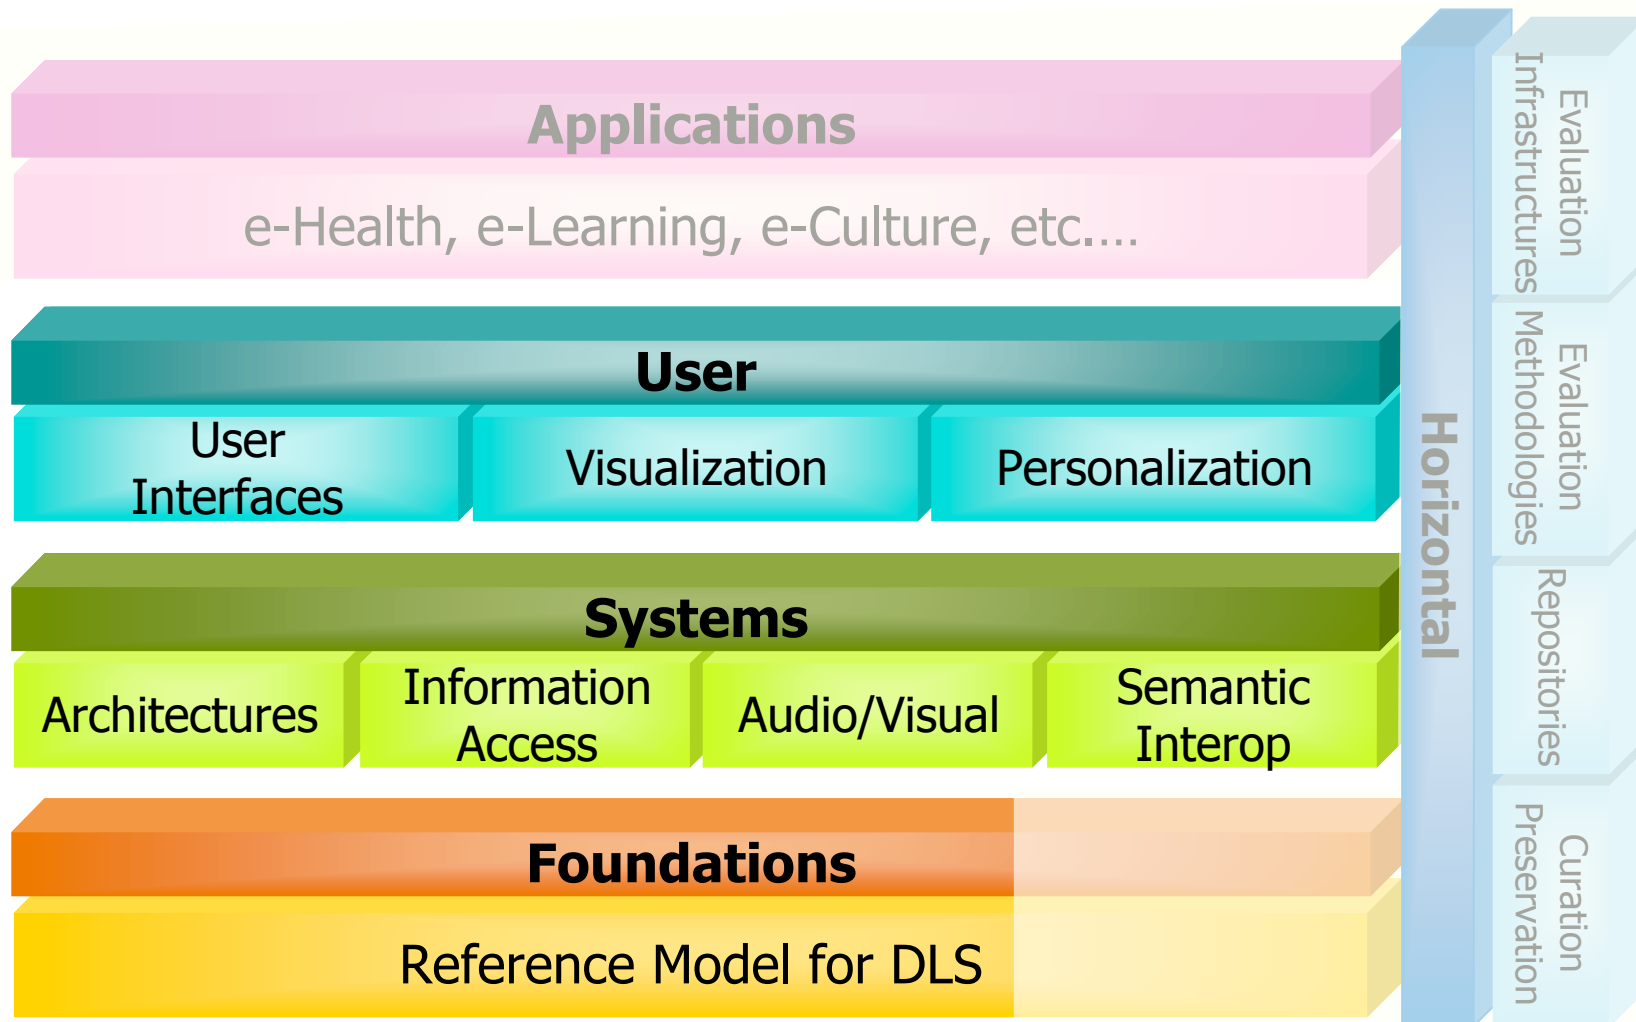 Applications
e-Health, e-Learning, e-Culture, etc....
User
User
Interfaces
Visualization
Personalization
Systems
Architectures
Information
Access
Audio/Visual
Semantic
Interop
Foundations
Reference Model for DLS
Horizontal
Evaluation
Infrastructures
Evaluation
Methodologies
Repositories
Curation
Preservation